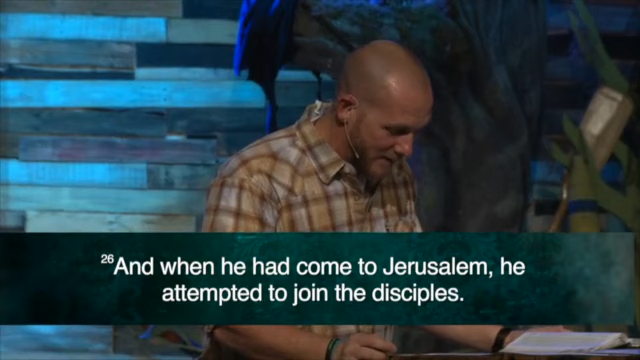 26And when he had come to Jerusalem, he
attempted to join the disciples.